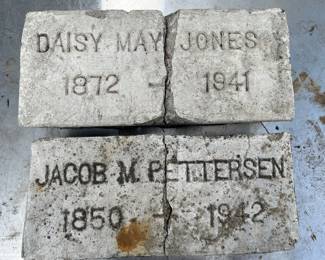 DAISY MAY JONES
1872 - 1941
JACOB M. PETTERSEN
1850 - 1942